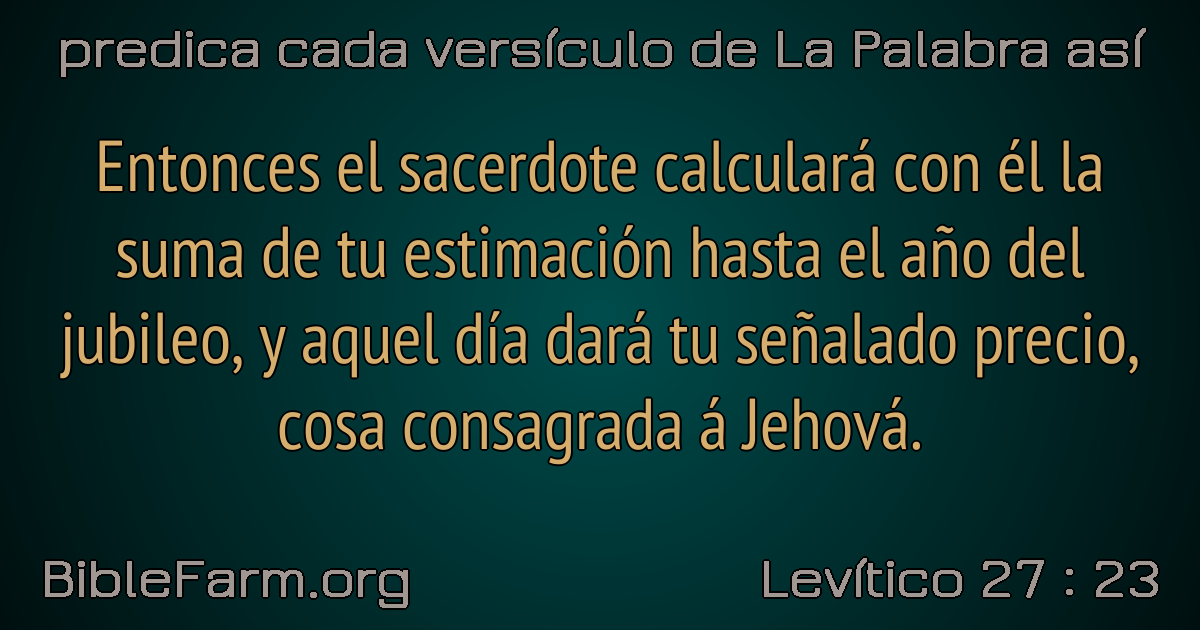 predica cada versículo de La Palabra así
Entonces el sacerdote calculará con él la
suma de tu estimación hasta el año del
jubileo, y aquel día dará tu señalado precio,
cosa consagrada á Jehová.
BibleFarm.org
Levítico 27 : 23